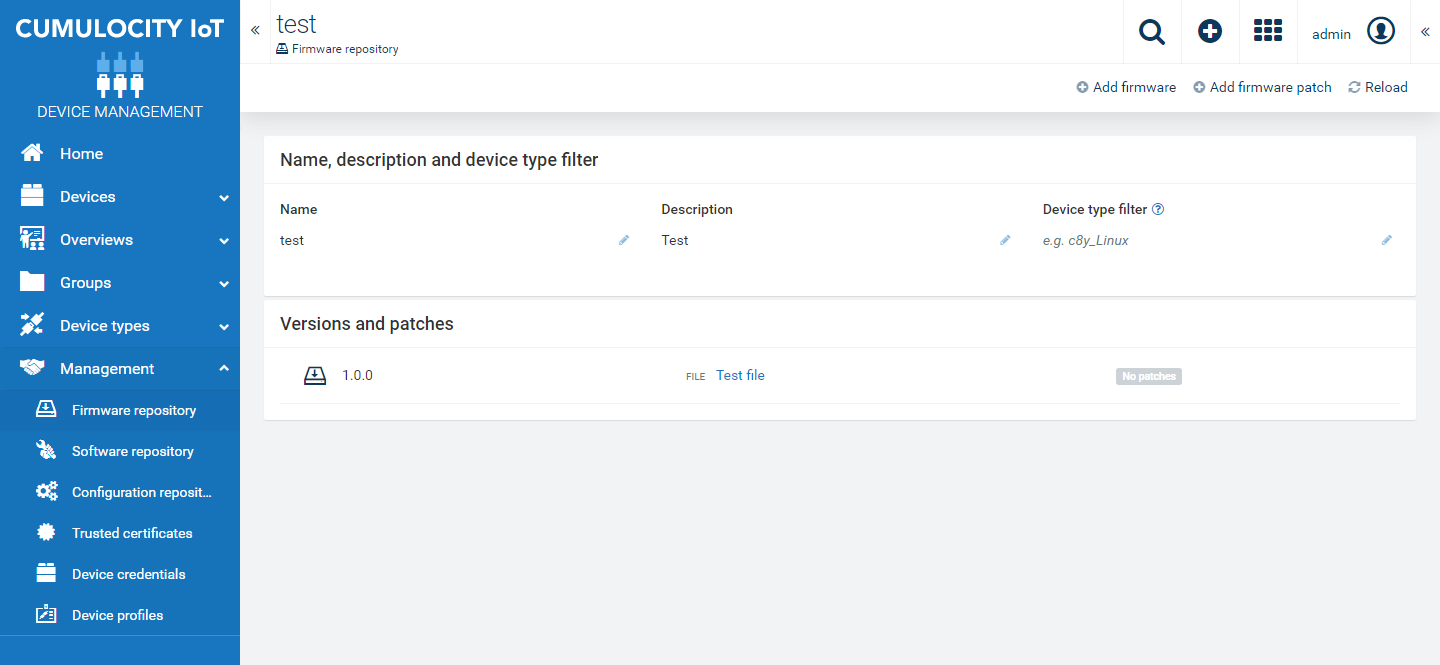 CUMULOCITY IoT
DEVICE MANAGEMENT
Home
Devices
Overviews
Groups
Device types
Management
Firmware repository
Software repository
Configuration reposit...
Trusted certificates
Device credentials
Device profiles
test
Firmware repository
admin
Add firmware Add firmware patch Reload
Name, description and device type filter
Name Description Device type filter
test Test e.g. c8y_Linux
Versions and patches
1.0.0 FILE Test file No patches